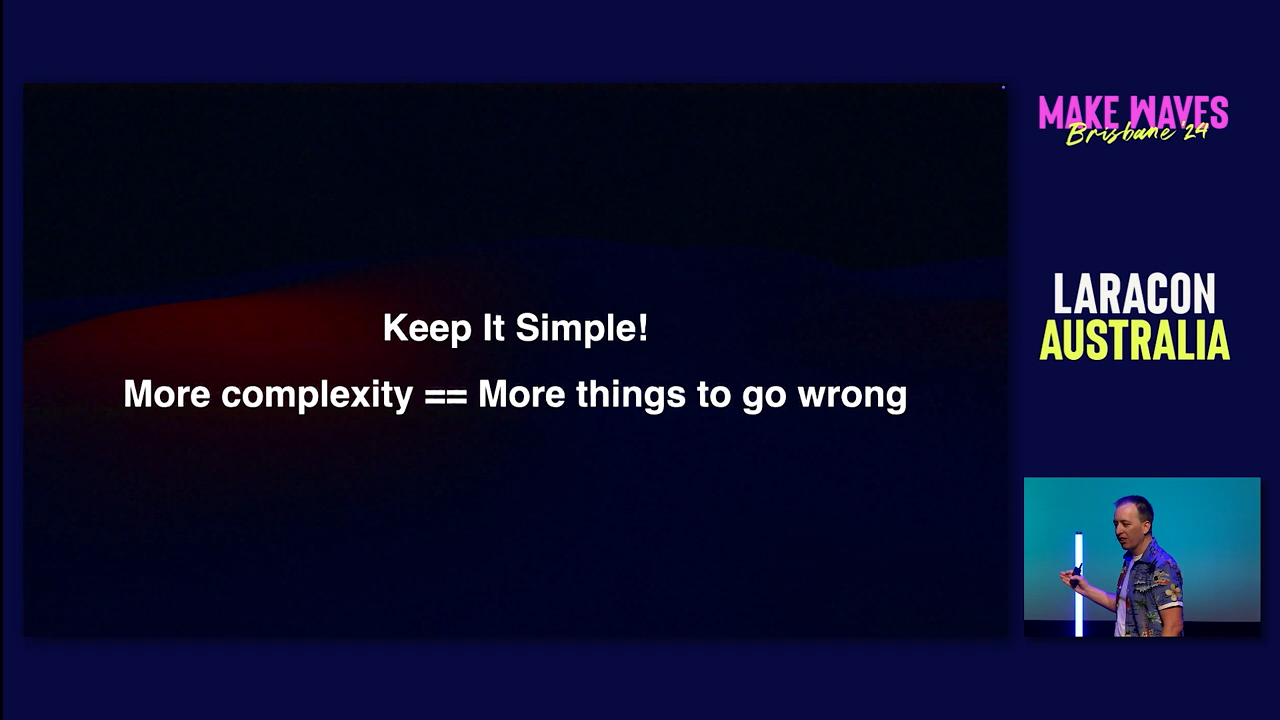 Keep It Simple!
More complexity == More things to go wrong
MAKE WAVES
Brisbane '24
LARACON
AUSTRALIA